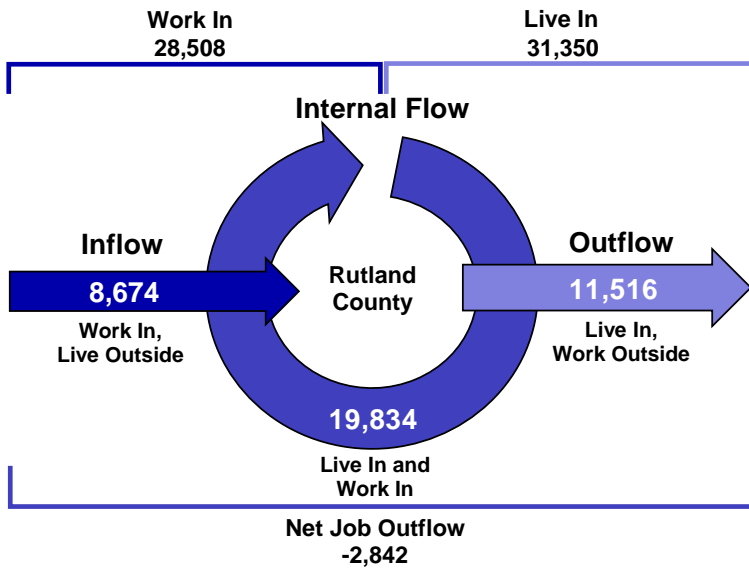 Work In
28,508
Live In
31,350
Internal Flow
Inflow
8,674
Work In,
Live Outside
Rutland
County
Outflow
11,516
Live In,
Work Outside
19,834
Live In and
Work In
Net Job Outflow
-2,842